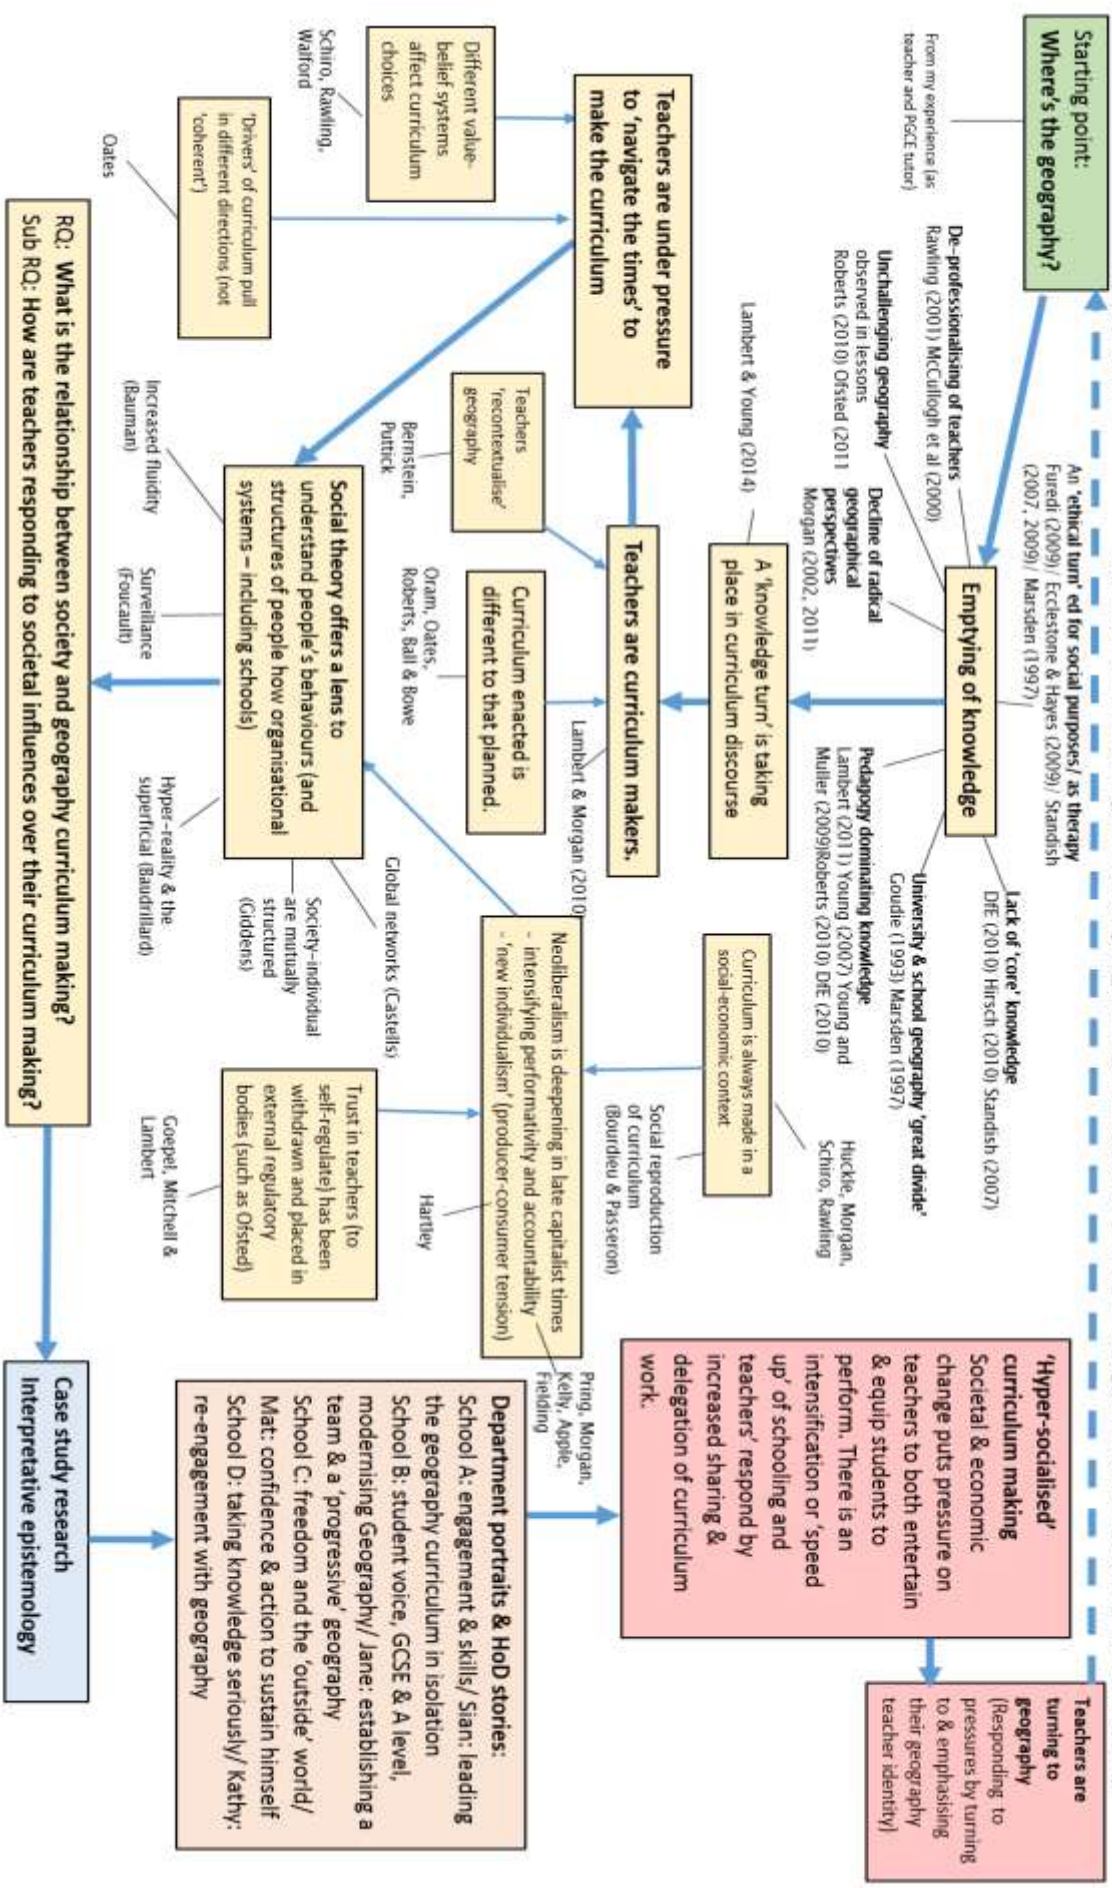 Starting point:
Where's the geography?
From my experience (as
teacher and PGCE tutor)
An 'ethical turn' ed for social purposes/ as therapy
Furedi (2009)/ Ecclestone & Hayes (2009)/ Standish
(2007, 2009)/ Marsden (1997)
De-professionalising of teachers
Rawling (2001) McCullogh et al (2000)
Unchallenging geography
observed in lessons
Roberts (2010) Ofsted (2011
Decline of radical
geographical
perspectives
Morgan (2002, 2011)
Emptying of knowledge
Lack of 'core' knowledge
DfE (2010) Hirsch (2010) Standish (2007)
University & school geography 'great divide'
Goudie (1993) Marsden (1997)
Pedagogy dominating knowledge
Lambert (2011) Young (2007) Young and
Muller (2009)Roberts (2010) DfE (2010)
Lambert & Young (2014)
A 'knowledge turn' is taking
place in curriculum discourse
Teachers are under pressure
to 'navigate the times' to
make the curriculum
Different value-
belief systems
affect curriculum
choices
Schiro, Rawling,
Walford
'Drivers' of curriculum pull
in different directions (not
'coherent')
Oates
Teachers are curriculum makers.
Lambert & Morgan (2010)
Teachers
'recontextualise'
geography
Bernstein,
Puttick
Curriculum enacted is
different to that planned.
Oram, Oates,
Roberts, Ball & Bowe
Curriculum is always made in a
social-economic context
Huckle, Morgan,
Schiro, Rawling
Social reproduction
of curriculum
(Bourdieu & Passeron)
Neoliberalism is deepening in late capitalist times
- intensifying performativity and accountability
- 'new individualism' (producer-consumer tension)
Pring, Morgan,
Kelly, Apple,
Fielding
Hartley
Trust in teachers (to
self-regulate) has been
withdrawn and placed in
external regulatory
bodies (such as Ofsted)
Goepel, Mitchell &
Lambert
Social theory offers a lens to
understand people's behaviours (and
structures of people how organisational
systems – including schools)
Increased fluidity
(Bauman)
Surveillance
(Foucault)
Hyper-reality & the
superficial (Baudrillard)
Society-individual
are mutually
structured
(Giddens)
Global networks (Castells)
RQ: What is the relationship between society and geography curriculum making?
Sub RQ: How are teachers responding to societal influences over their curriculum making?
Case study research
Interpretative epistemology
Department portraits & HoD stories:
School A: engagement & skills/ Sian: leading
the geography curriculum in isolation
School B: student voice, GCSE & A level,
modernising Geography/ Jane: establishing a
team & a 'progressive' geography
School C: freedom and the 'outside' world/
Mat: confidence & action to sustain himself
School D: taking knowledge seriously/ Kathy:
re-engagement with geography
'Hyper-socialised'
curriculum making
Societal & economic
change puts pressure on
teachers to both entertain
& equip students to
perform. There is an
intensification or 'speed
up' of schooling and
teachers' respond by
increased sharing &
delegation of curriculum
work.
Teachers are
turning to
geography
(Responding to
pressures by turning
to & emphasising
their geography
teacher identity)